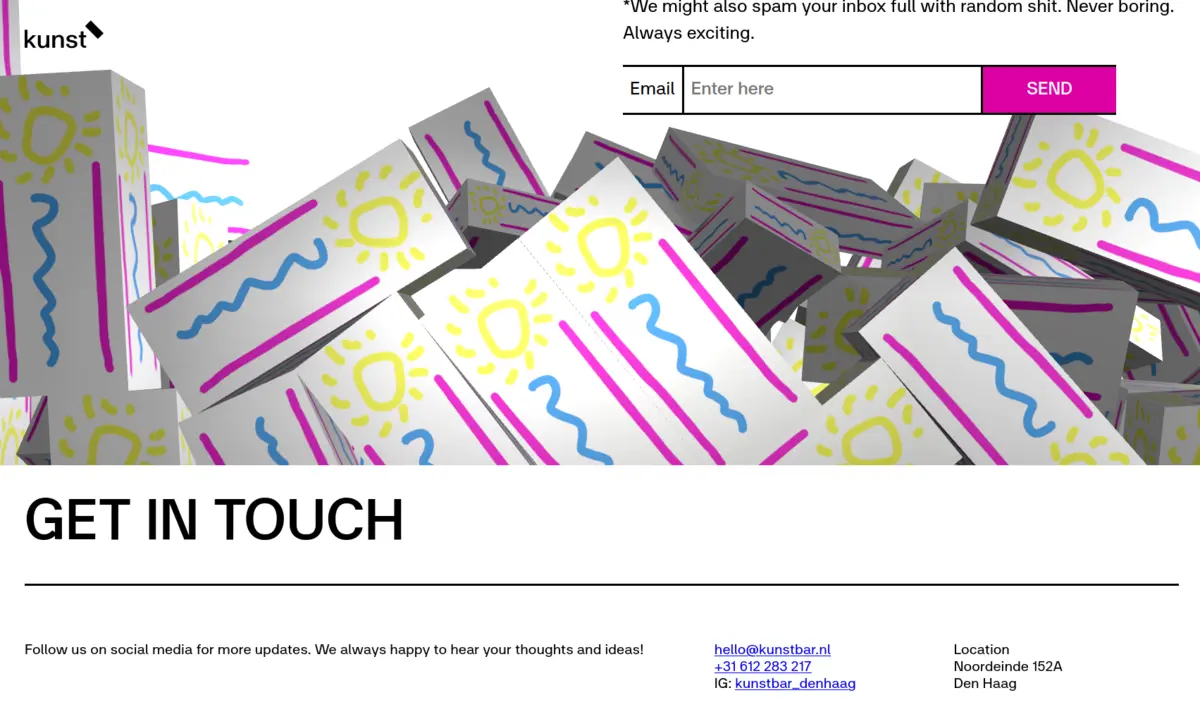 *We might also spam your inbox full with random shit. Never boring.
Always exciting.
kunst
Email
Enter here
SEND
GET IN TOUCH
Follow us on social media for more updates. We always happy to hear your thoughts and ideas!
hello@kunstbar.nl
+31 612 283 217
IG: kunstbar_denhaag
Location
Noordeinde 152A
Den Haag